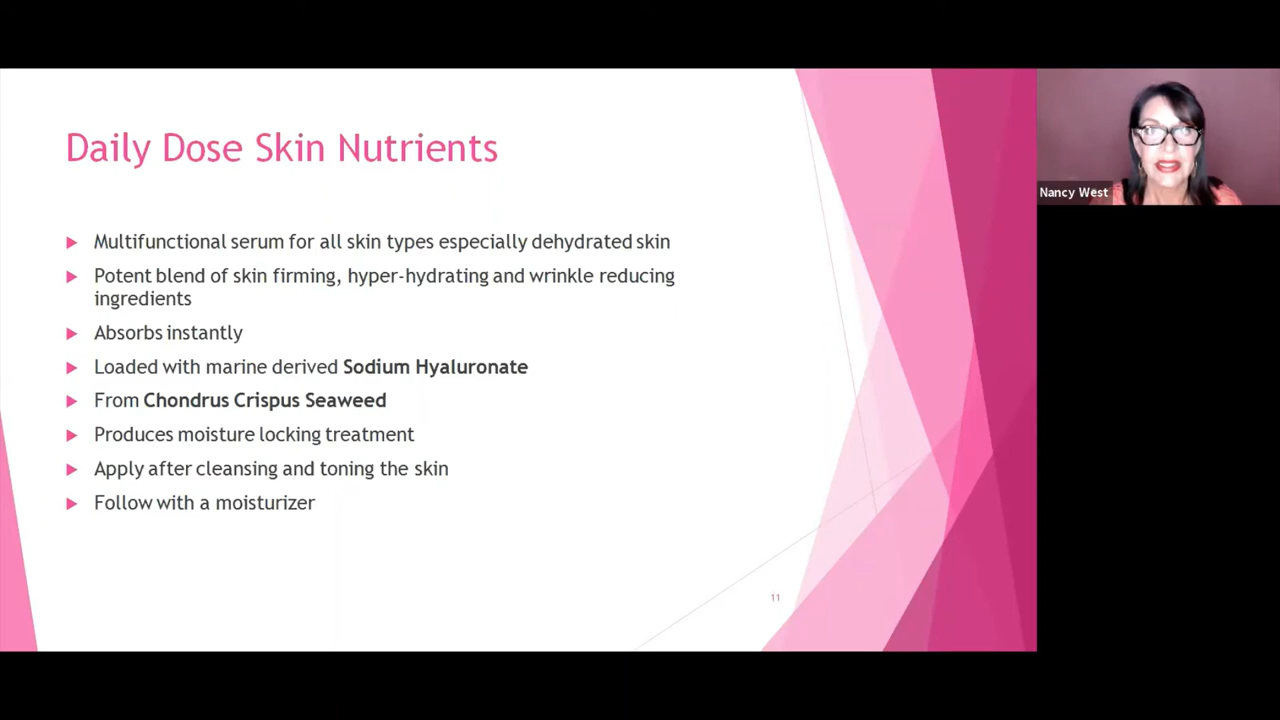 Daily Dose Skin Nutrients
Multifunctional serum for all skin types especially dehydrated skin
Potent blend of skin firming, hyper-hydrating and wrinkle reducing
ingredients
Absorbs instantly
Loaded with marine derived Sodium Hyaluronate
From Chondrus Crispus Seaweed
Produces moisture locking treatment
Apply after cleansing and toning the skin
Follow with a moisturizer
11
Nancy West